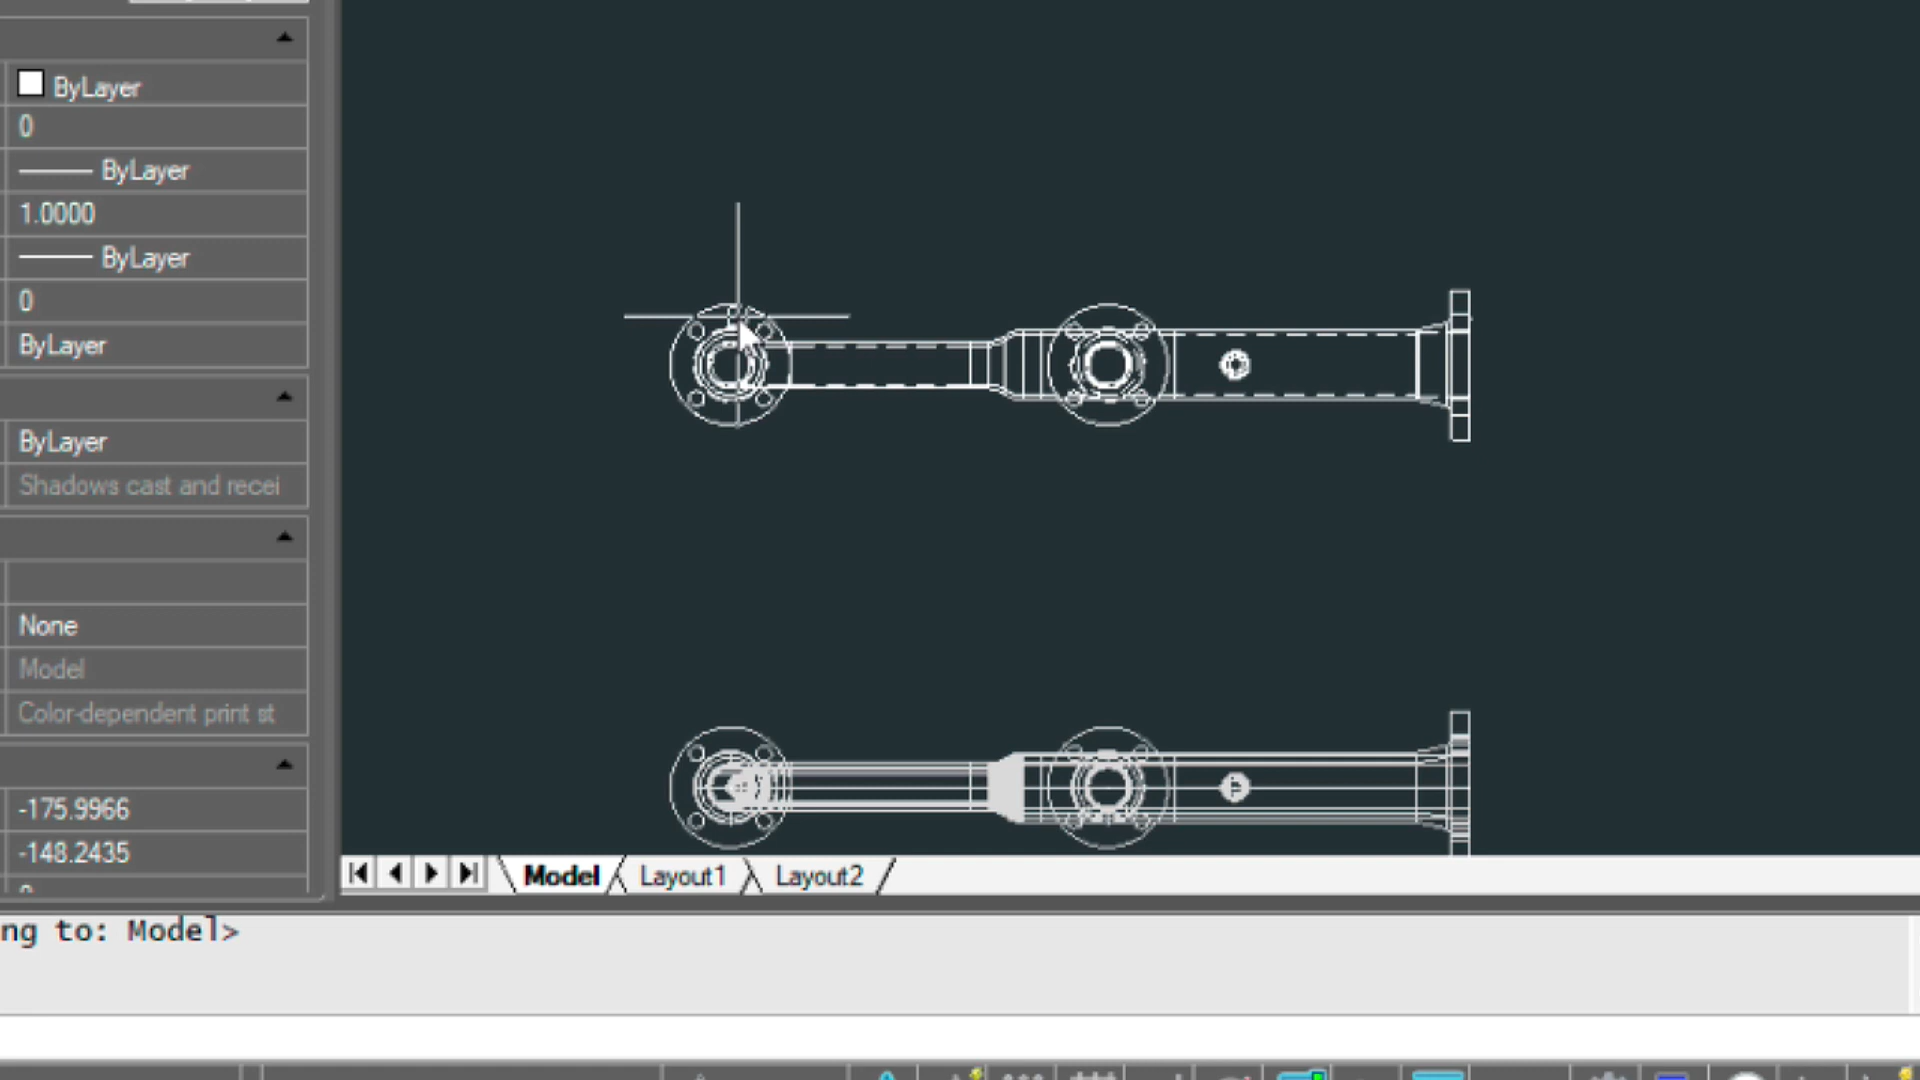 ByLayer
0
ByLayer
1.0000
ByLayer
0
ByLayer
ByLayer
Shadows cast and recei
None
Model
Color-dependent print st
-175.9966
-148.2435
Model
Layout1
Layout2
ng to: Model>